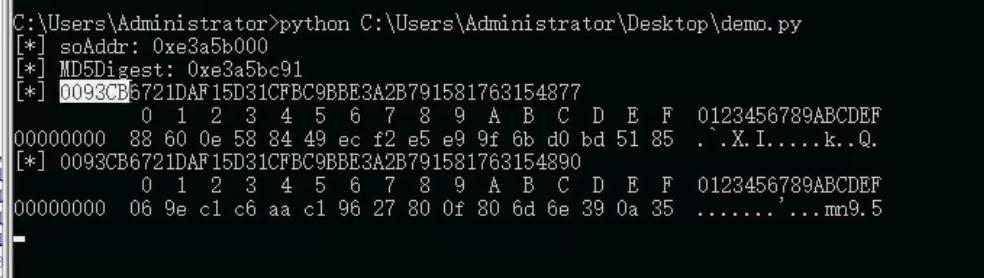 C:\Users\Administrator>python C:\Users\Administrator\Desktop\demo.py
[*] soAddr: 0xe3a5b000
[*] MD5Digest: 0xe3a5bc91
[*] 0093CB6721DAF15D31CFBC9BBE3A2B791581763154877
0 1 2 3 4 5 6 7 8 9 A B C D E F 0123456789ABCDEF
00000000 88 60 0e 58 84 49 ec f2 e5 e9 9f 6b d0 bd 51 85 .`.X.I.....k..Q.
[*] 0093CB6721DAF15D31CFBC9BBE3A2B791581763154890
0 1 2 3 4 5 6 7 8 9 A B C D E F 0123456789ABCDEF
00000000 06 9e c1 c6 aa c1 96 27 80 0f 80 6d 6e 39 0a 35 .......'...mn9.5